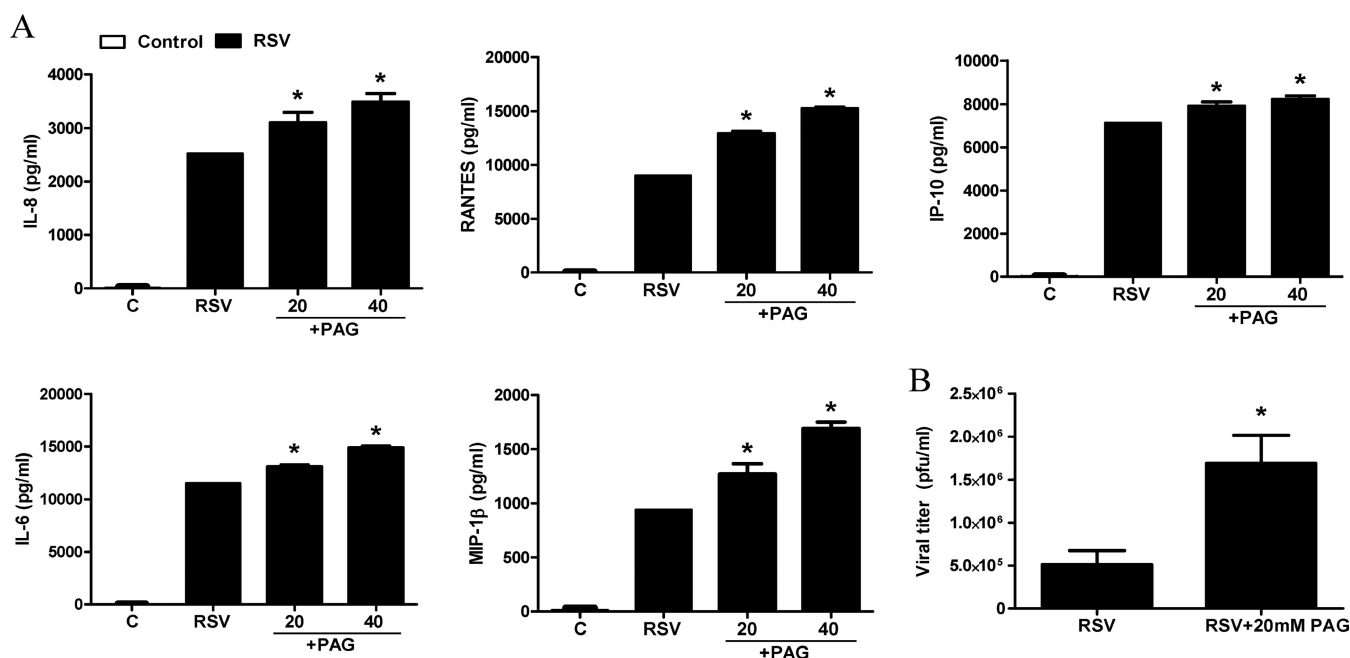 A
Control RSV
IL-8 (pg/ml)
4000
3000
2000
1000
0
*
*
C RSV 20 40
+PAG
RANTES (pg/ml)
20000
15000
10000
5000
0
*
*
C RSV 20 40
+PAG
IP-10 (pg/ml)
10000
8000
6000
4000
2000
0
*
*
C RSV 20 40
+PAG
IL-6 (pg/ml)
20000
15000
10000
5000
0
*
*
C RSV 20 40
+PAG
MIP-1β (pg/ml)
2000
1500
1000
500
0
*
*
C RSV 20 40
+PAG
B
Viral titer (pfu/ml)
2.5×10⁶
2.0×10⁶
1.5×10⁶
1.0×10⁶
5.0×10⁵
0
*
RSV RSV+20mM PAG